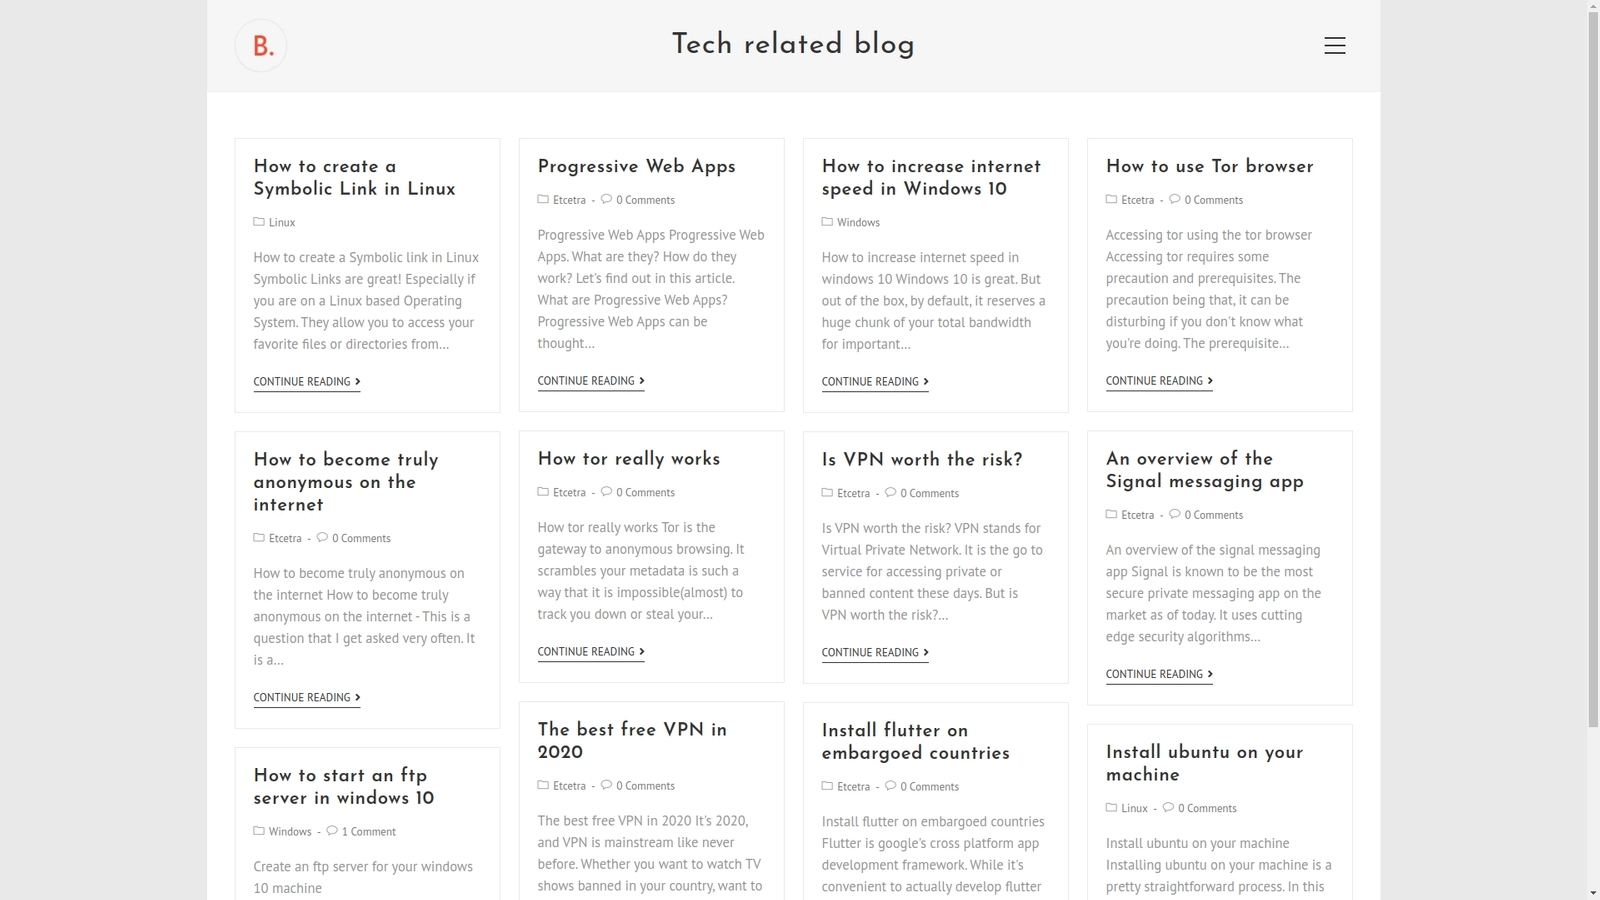 B.
Tech related blog
How to create a
Symbolic Link in Linux
Linux
How to create a Symbolic link in Linux
Symbolic Links are great! Especially if
you are on a Linux based Operating
System. They allow you to access your
favorite files or directories from...
CONTINUE READING
Progressive Web Apps
Etcetra - 0 Comments
Progressive Web Apps Progressive Web
Apps. What are they? How do they
work? Let's find out in this article.
What are Progressive Web Apps?
Progressive Web Apps can be
thought...
CONTINUE READING
How to increase internet
speed in Windows 10
Windows
How to increase internet speed in
windows 10 Windows 10 is great. But
out of the box, by default, it reserves a
huge chunk of your total bandwidth
for important...
CONTINUE READING
How to use Tor browser
Etcetra - 0 Comments
Accessing tor using the tor browser
Accessing tor requires some
precaution and prerequisites. The
precaution being that, it can be
disturbing if you don't know what
you're doing. The prerequisite...
CONTINUE READING
How to become truly
anonymous on the
internet
Etcetra - 0 Comments
How to become truly anonymous on
the internet How to become truly
anonymous on the internet - This is a
question that I get asked very often. It
is a...
CONTINUE READING
How tor really works
Etcetra - 0 Comments
How tor really works Tor is the
gateway to anonymous browsing. It
scrambles your metadata is such a
way that it is impossible(almost) to
track you down or steal your...
CONTINUE READING
Is VPN worth the risk?
Etcetra - 0 Comments
Is VPN worth the risk? VPN stands for
Virtual Private Network. It is the go to
service for accessing private or
banned content these days. But is
VPN worth the risk?...
CONTINUE READING
An overview of the
Signal messaging app
Etcetra - 0 Comments
An overview of the signal messaging
app Signal is known to be the most
secure private messaging app on the
market as of today. It uses cutting
edge security algorithms...
CONTINUE READING
How to start an ftp
server in windows 10
Windows - 1 Comment
Create an ftp server for your windows
10 machine
The best free VPN in
2020
Etcetra - 0 Comments
The best free VPN in 2020 It's 2020,
and VPN is mainstream like never
before. Whether you want to watch TV
shows banned in your country, want to
Install flutter on
embargoed countries
Etcetra - 0 Comments
Install flutter on embargoed countries
Flutter is google's cross platform app
development framework. While it's
convenient to actually develop flutter
Install ubuntu on your
machine
Linux - 0 Comments
Install ubuntu on your machine
Installing ubuntu on your machine is a
pretty straightforward process. In this